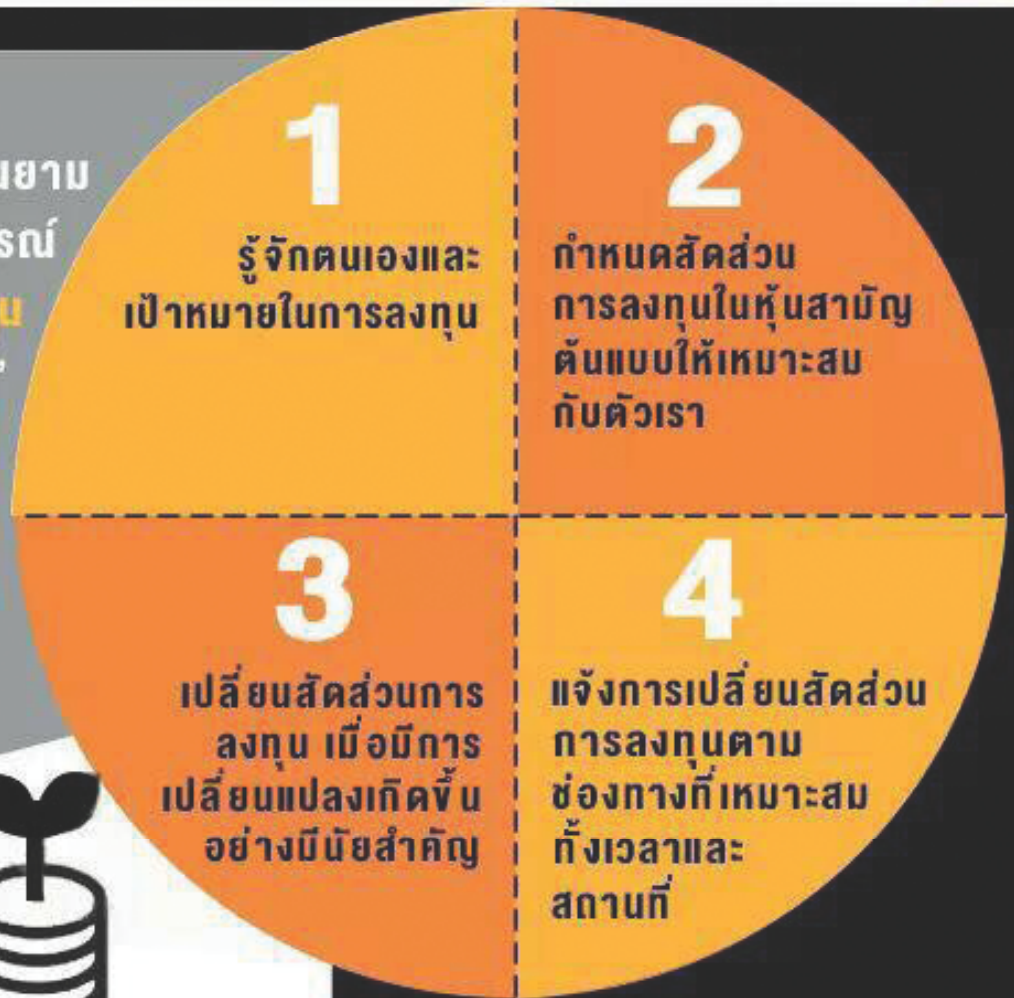 1
รู้จักตนเองและ
เป้าหมายในการลงทุน
2
กำหนดสัดส่วน
การลงทุนในหุ้นสามัญ
ต้นแบบให้เหมาะสม
กับตัวเรา
3
เปลี่ยนสัดส่วนการ
ลงทุน เมื่อมีการ
เปลี่ยนแปลงเกิดขึ้น
อย่างมีนัยสำคัญ
4
แจ้งการเปลี่ยนสัดส่วน
การลงทุนตาม
ช่องทางที่เหมาะสม
ทั้งเวลาและ
สถานที่